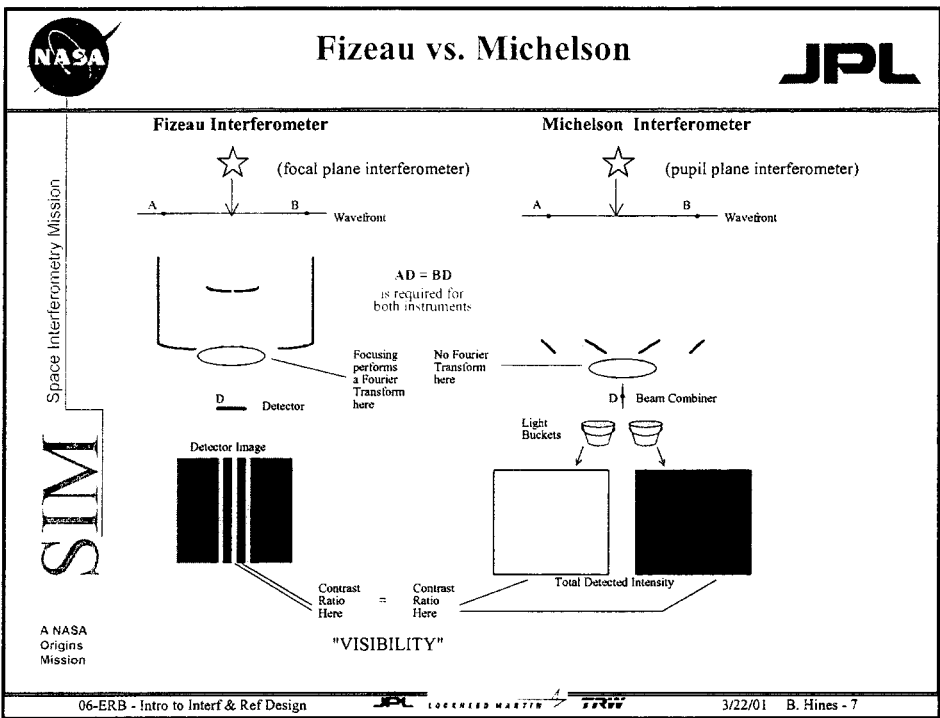 NASA
Fizeau vs. Michelson
JPL
Space Interferometry Mission
SIM
A NASA
Origins
Mission
Fizeau Interferometer
(focal plane interferometer)
A
B
Wavefront
AD = BD
is required for
both instruments
Focusing
performs
a Fourier
Transform
here
D
Detector
Detector Image
Michelson Interferometer
(pupil plane interferometer)
A
B
Wavefront
No Fourier
Transform
here
D
Beam Combiner
Light
Buckets
Total Detected Intensity
Contrast
Ratio
Here
=
Contrast
Ratio
Here
"VISIBILITY"
06-ERB - Intro to Interf & Ref Design
JPL
LOCKHEED MARTIN
TRW
3/22/01 B. Hines - 7